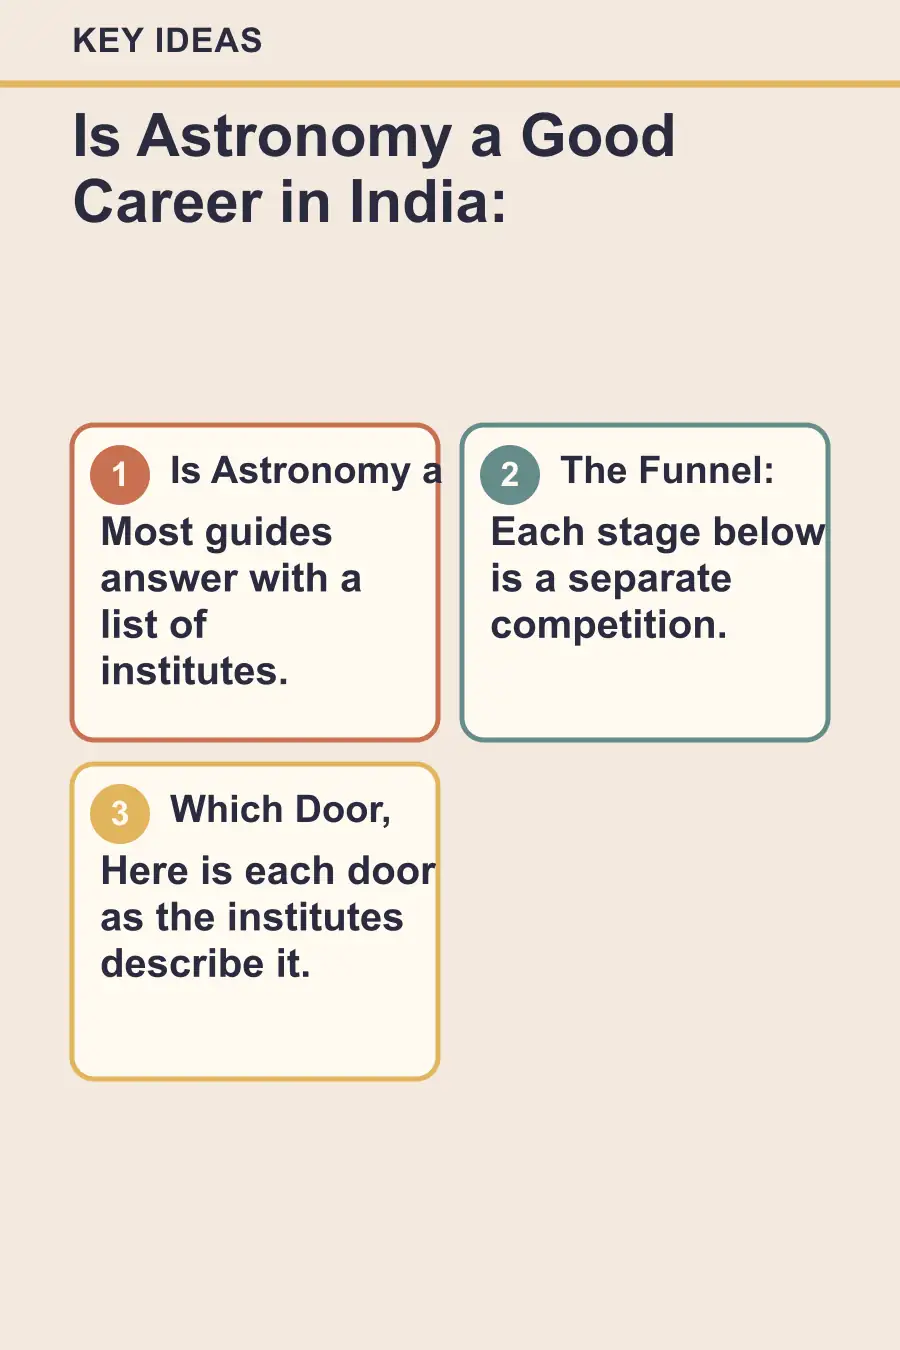 KEY IDEAS
Is Astronomy a Good
Career in India:
1 Is Astronomy a
Most guides
answer with a
list of
institutes.
2 The Funnel:
Each stage below
is a separate
competition.
3 Which Door,
Here is each door
as the institutes
describe it.